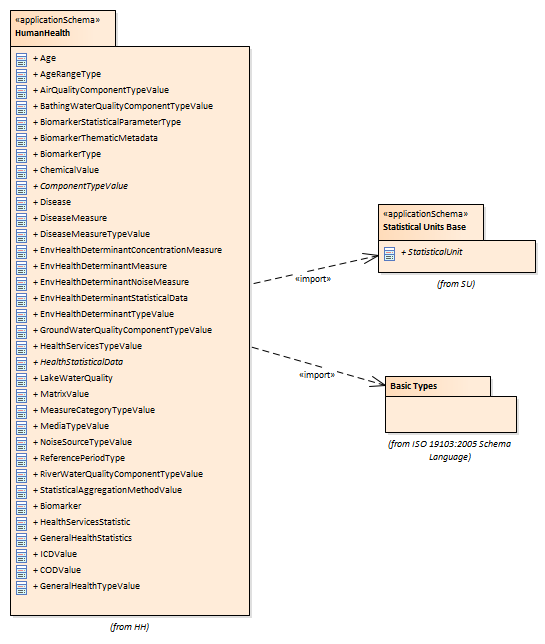 «applicationSchema»
HumanHealth
+ Age
+ AgeRangeType
+ AirQualityComponentTypeValue
+ BathingWaterQualityComponentTypeValue
+ BiomarkerStatisticalParameterType
+ BiomarkerThematicMetadata
+ BiomarkerType
+ ChemicalValue
+ ComponentTypeValue
+ Disease
+ DiseaseMeasure
+ DiseaseMeasureTypeValue
+ EnvHealthDeterminantConcentrationMeasure
+ EnvHealthDeterminantMeasure
+ EnvHealthDeterminantNoiseMeasure
+ EnvHealthDeterminantStatisticalData
+ EnvHealthDeterminantTypeValue
+ GroundWaterQualityComponentTypeValue
+ HealthServicesTypeValue
+ HealthStatisticalData
+ LakeWaterQuality
+ MatrixValue
+ MeasureCategoryTypeValue
+ MediaTypeValue
+ NoiseSourceTypeValue
+ ReferencePeriodType
+ RiverWaterQualityComponentTypeValue
+ StatisticalAggregationMethodValue
+ Biomarker
+ HealthServicesStatistic
+ GeneralHealthStatistics
+ ICDValue
+ CODValue
+ GeneralHealthTypeValue
(from HH)
«import»
«import»
«applicationSchema»
Statistical Units Base
+ StatisticalUnit
(from SU)
Basic Types
(from ISO 19103:2005 Schema
Language)